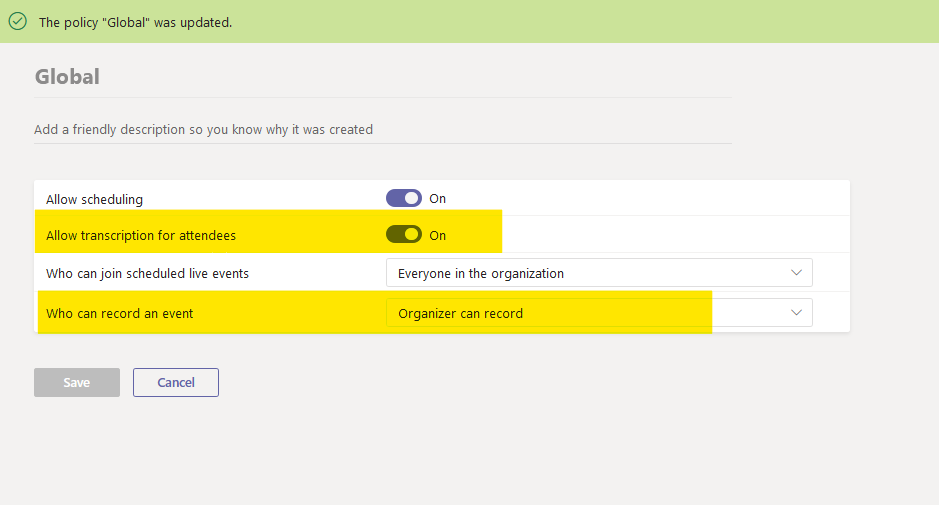 The policy "Global" was updated.
Global
Add a friendly description so you know why it was created
Allow scheduling On
Allow transcription for attendees On
Who can join scheduled live events Everyone in the organization
Who can record an event Organizer can record
Save Cancel